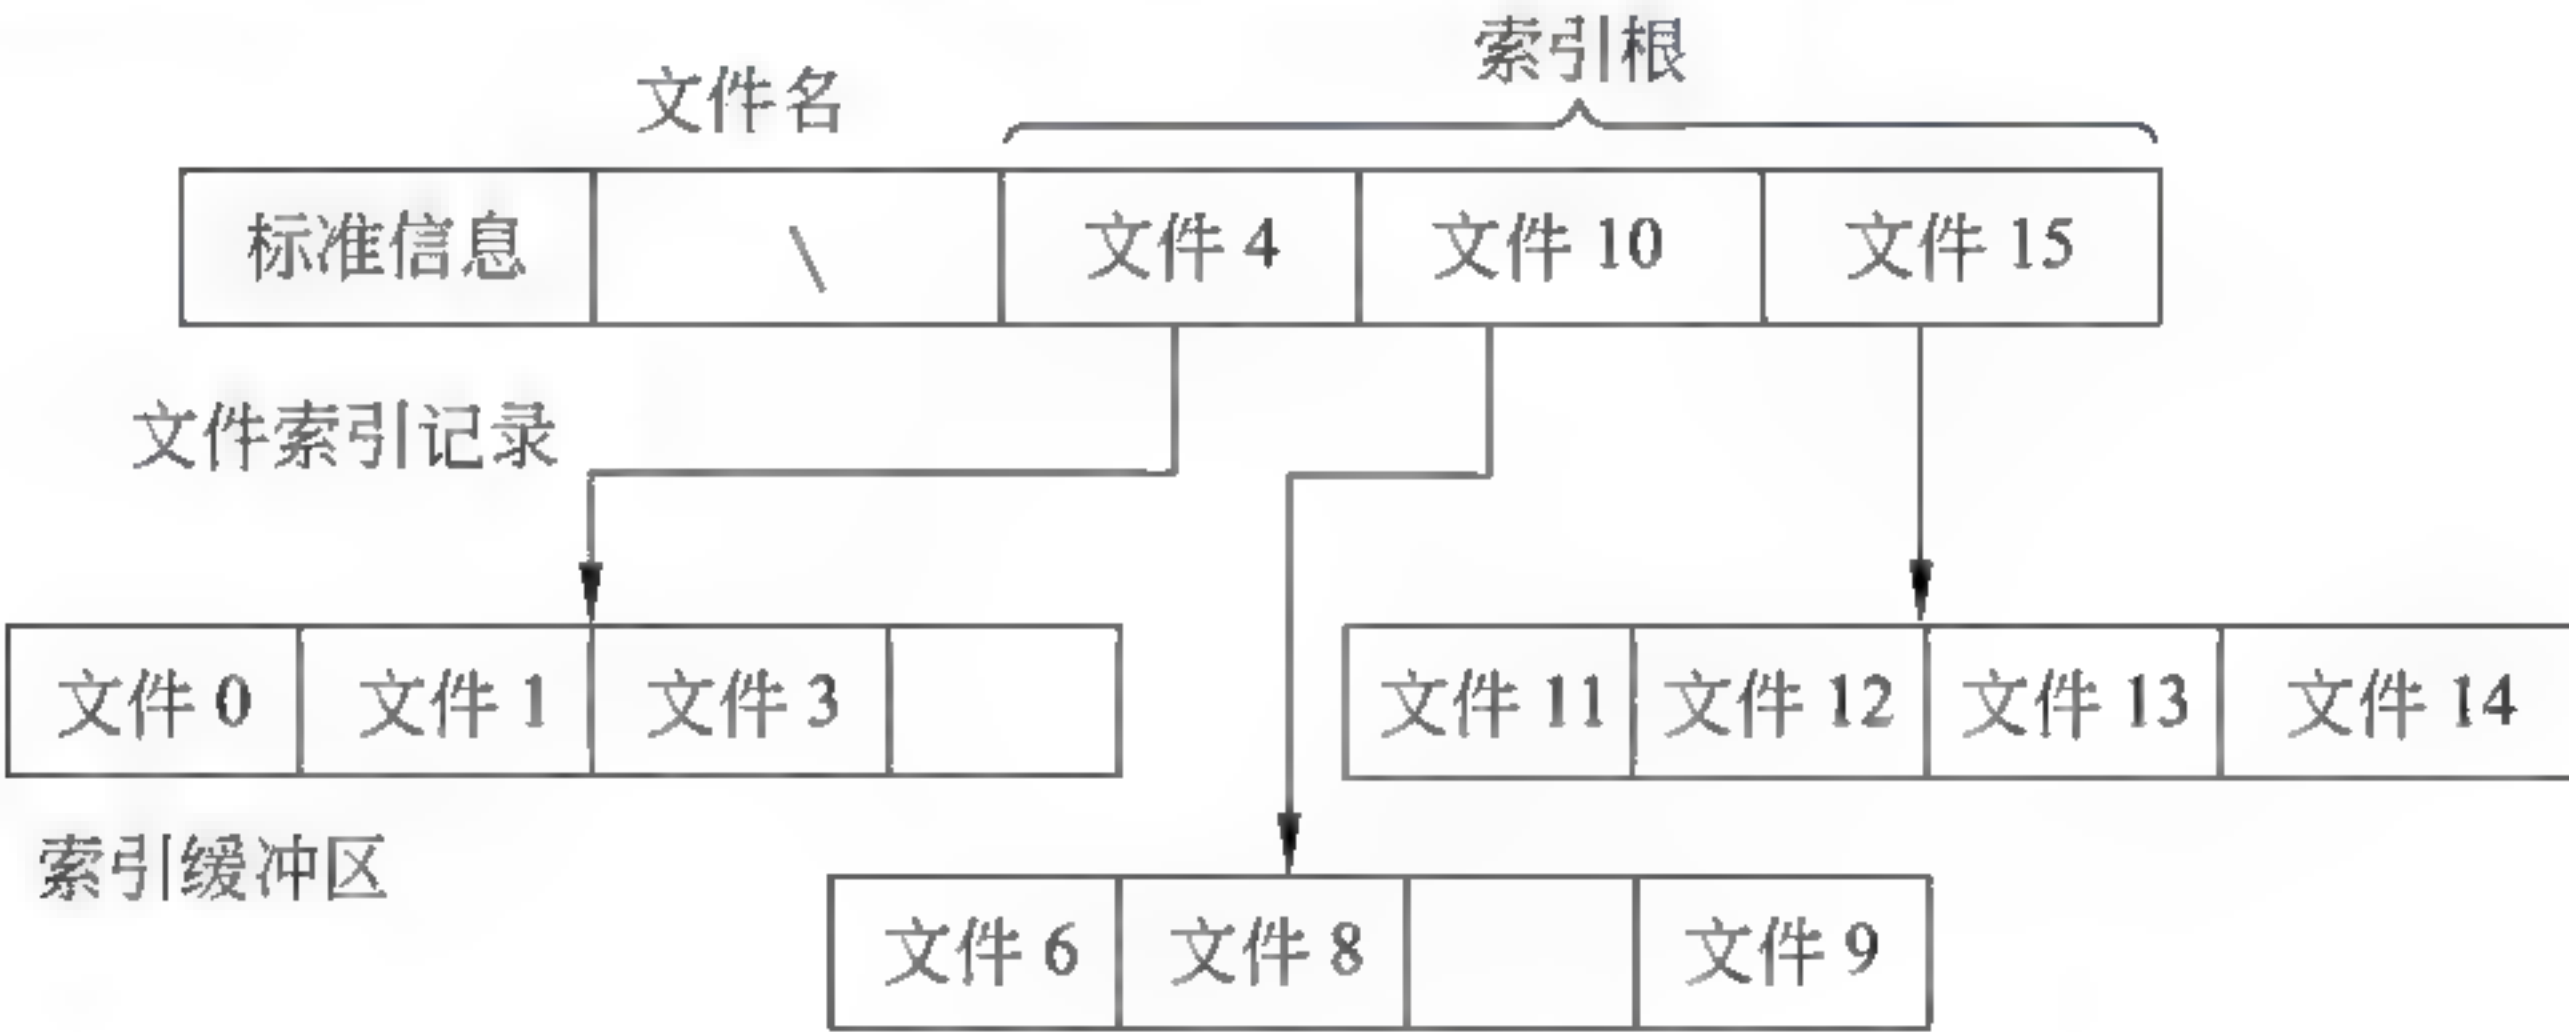 索引根
文件名
标准信息 \ 文件 4 文件 10 文件 15
文件索引记录
文件 0 文件 1 文件 3 文件 11 文件 12 文件 13 文件 14
索引缓冲区
文件 6 文件 8 文件 9